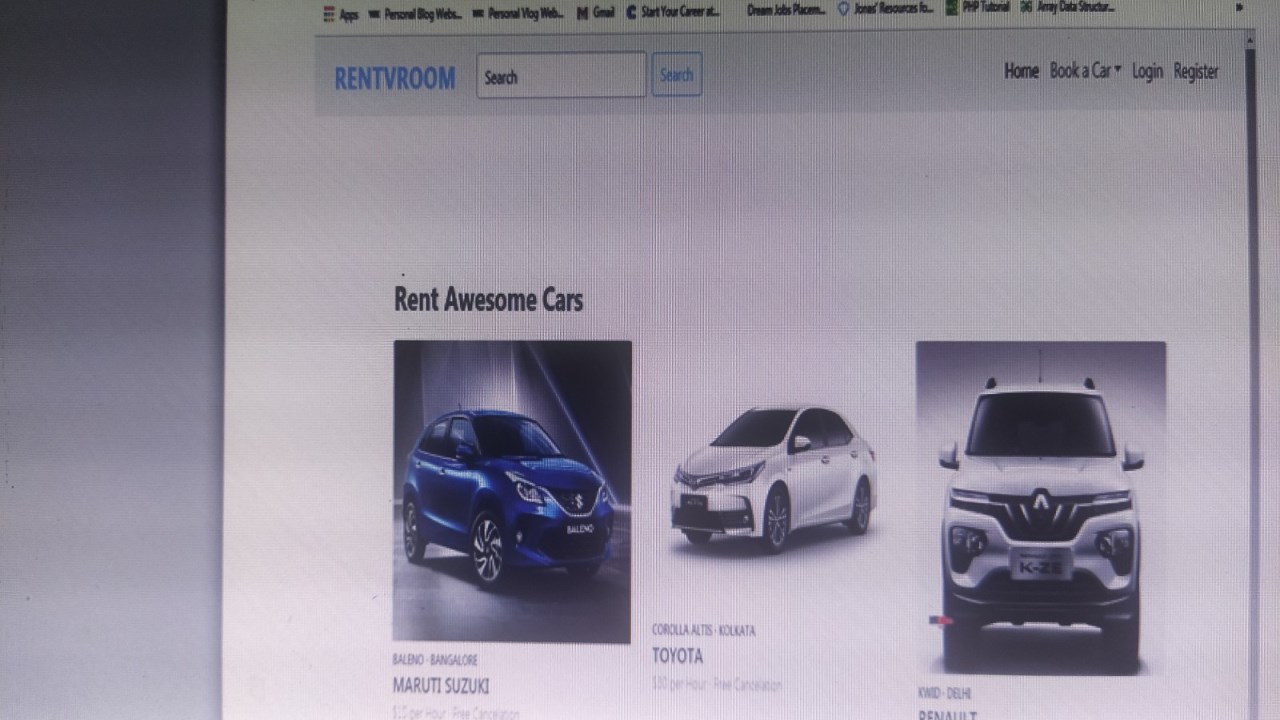 Apps Personal Blog Webs... Personal Vlog Web... Gmail Start Your Career at... Dream Jobs Placem... Jonas' Resources fo... PHP Tutorial Array Data Structur... »
RENTVROOM Search Search Home Book a Car Login Register
Rent Awesome Cars
BALENO
K-ZE
COROLLA ALTIS - KOLKATA
TOYOTA
per Hour · Free Cancelation
BALENO - BANGALORE
MARUTI SUZUKI
per Hour · Free Cancelation
KWID - DELHI
RENAULT